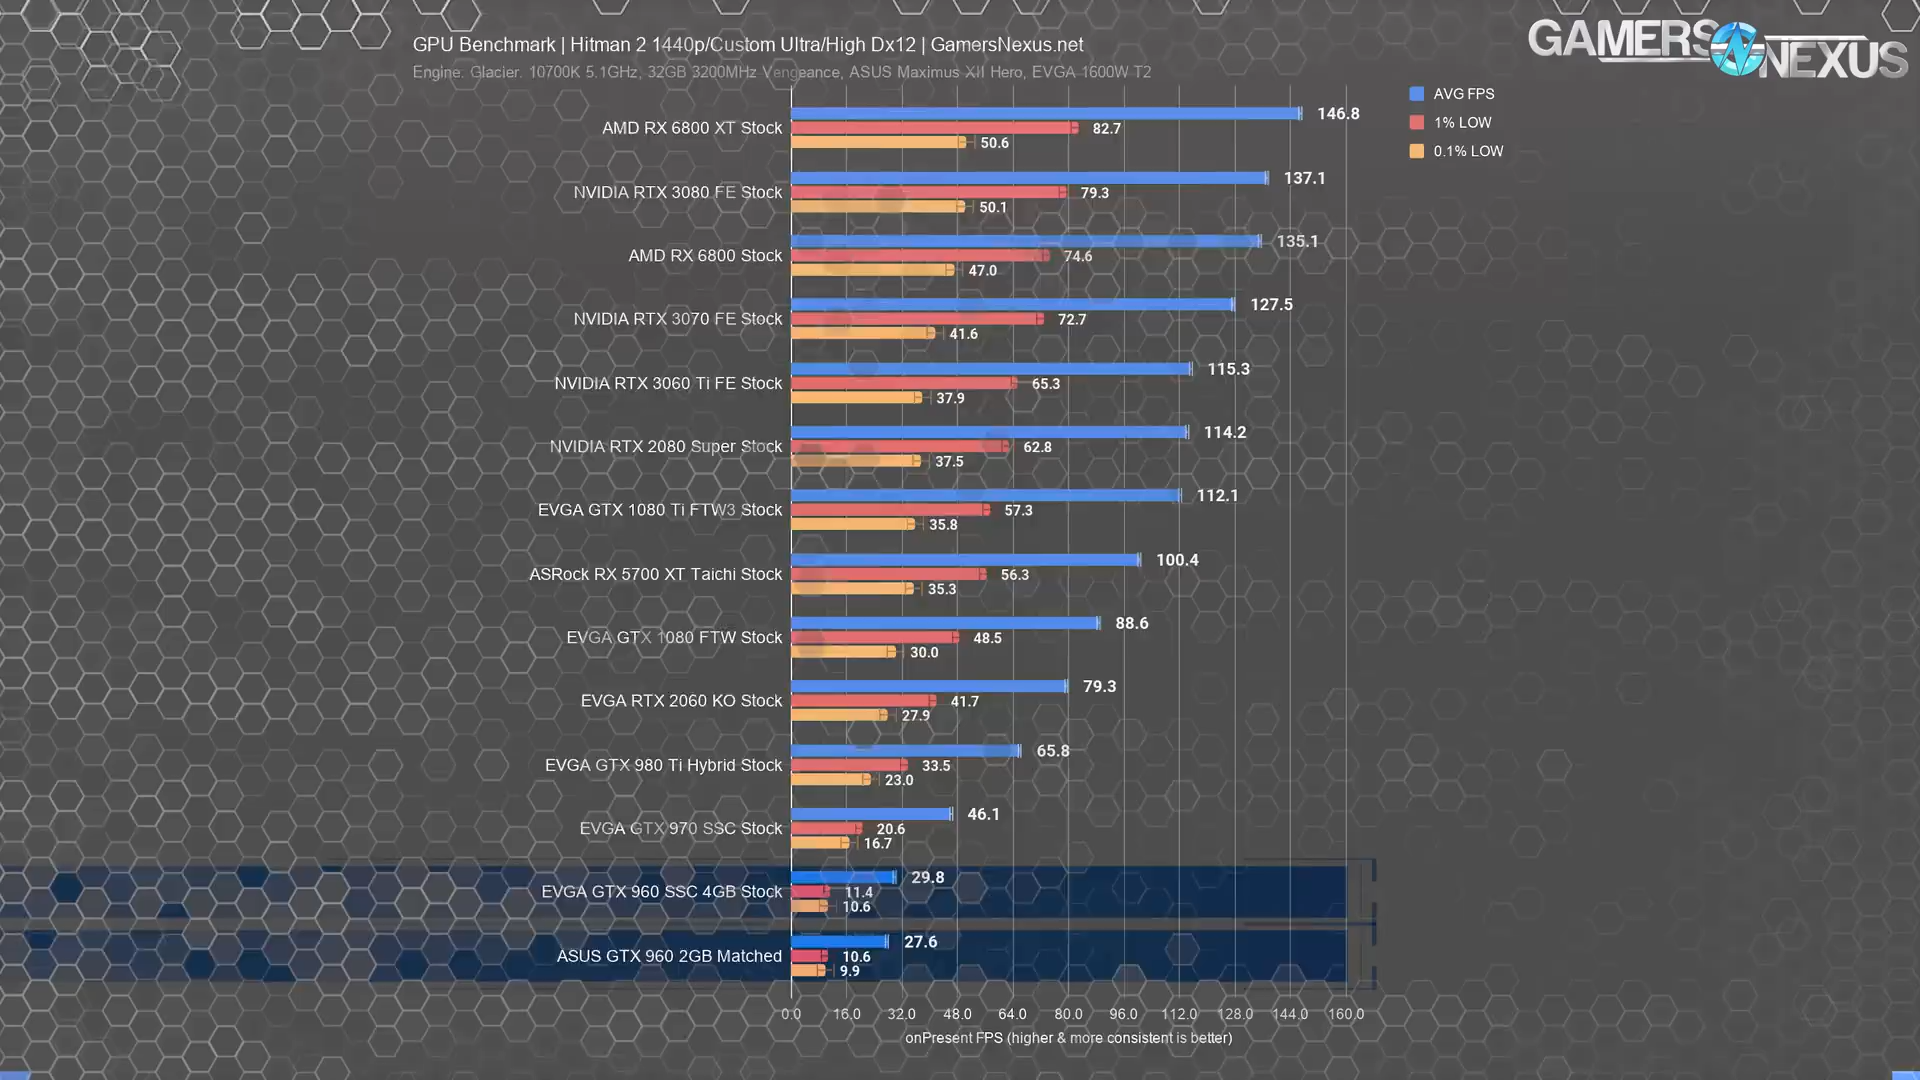 GAMERS NEXUS
GPU Benchmark | Hitman 2 1440p/Custom Ultra/High Dx12 | GamersNexus.net
Engine. Glacier. 10700K 5.1GHz, 32GB 3200MHz Vengeance, ASUS Maximus XII Hero, EVGA 1600W T2
AVG FPS
1% LOW
0.1% LOW
AMD RX 6800 XT Stock
146.8
82.7
50.6
NVIDIA RTX 3080 FE Stock
137.1
79.3
50.1
AMD RX 6800 Stock
135.1
74.6
47.0
NVIDIA RTX 3070 FE Stock
127.5
72.7
41.6
NVIDIA RTX 3060 Ti FE Stock
115.3
65.3
37.9
NVIDIA RTX 2080 Super Stock
114.2
62.8
37.5
EVGA GTX 1080 Ti FTW3 Stock
112.1
57.3
35.8
ASRock RX 5700 XT Taichi Stock
100.4
56.3
35.3
EVGA GTX 1080 FTW Stock
88.6
48.5
30.0
EVGA RTX 2060 KO Stock
79.3
41.7
27.9
EVGA GTX 980 Ti Hybrid Stock
65.8
33.5
23.0
EVGA GTX 970 SSC Stock
46.1
20.6
16.7
EVGA GTX 960 SSC 4GB Stock
29.8
11.4
10.6
ASUS GTX 960 2GB Matched
27.6
10.6
9.9
0.0 16.0 32.0 48.0 64.0 80.0 96.0 112.0 128.0 144.0 160.0
onPresent FPS (higher & more consistent is better)